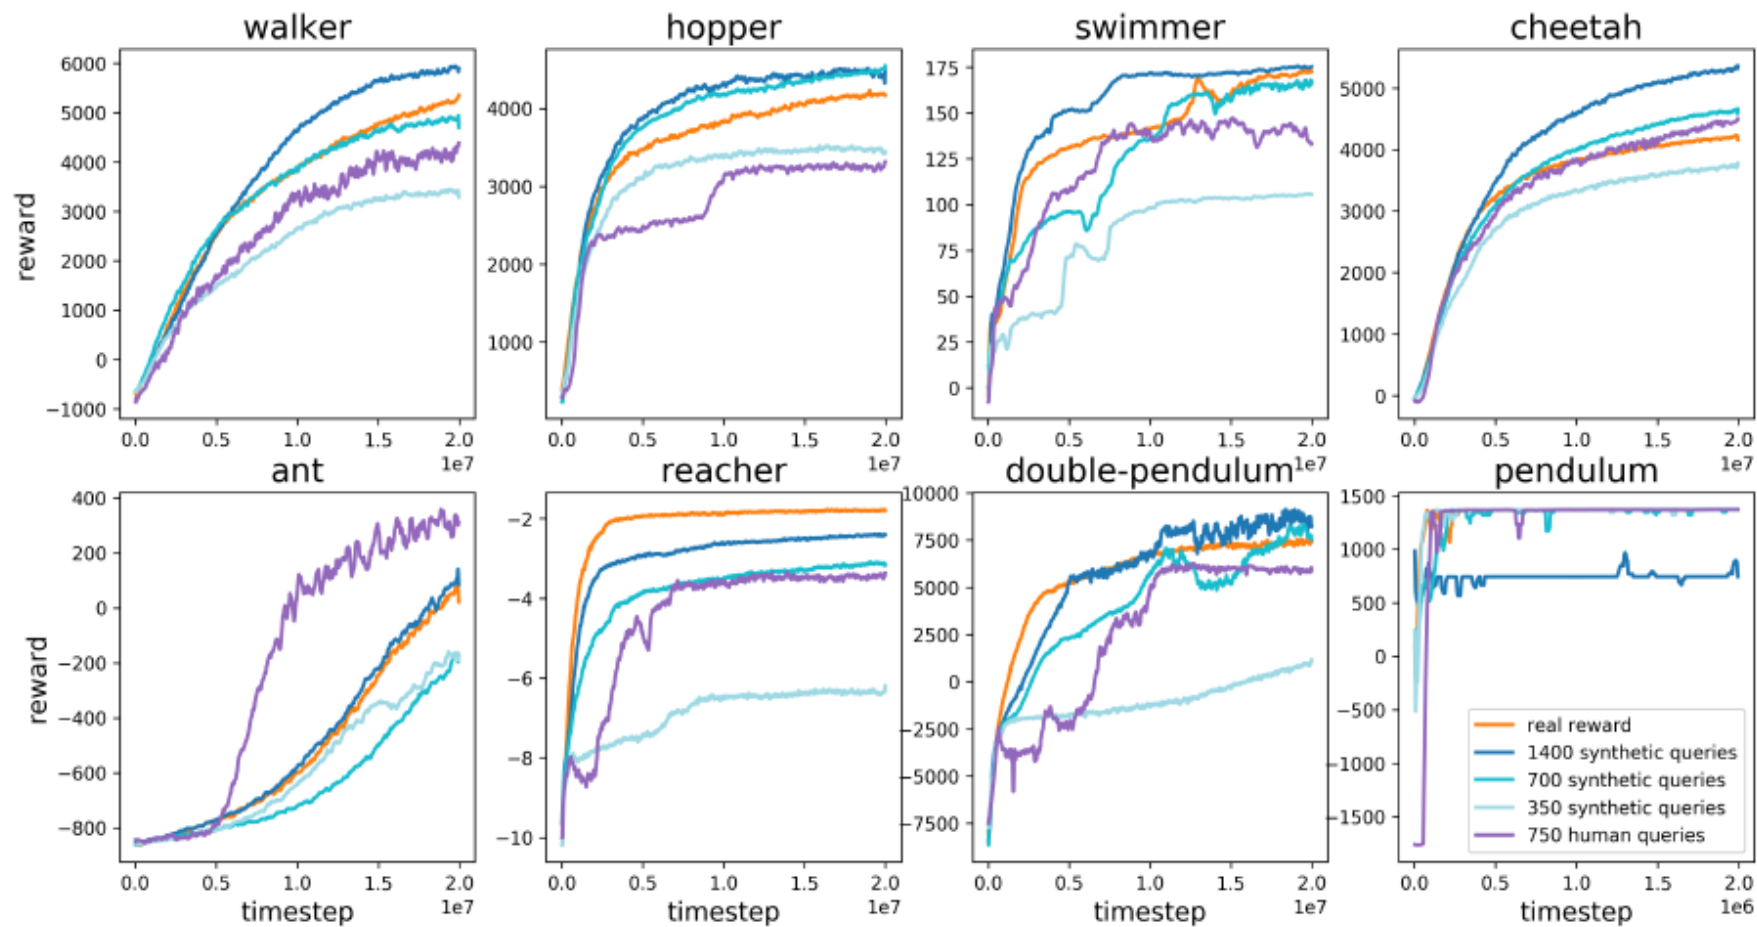 walker hopper swimmer cheetah
reward
6000
5000
4000
3000
2000
1000
0
−1000
0.0 0.5 1.0 1.5 2.0
1e7
4000
3000
2000
1000
0.0 0.5 1.0 1.5 2.0
1e7
175
150
125
100
75
50
25
0
0.0 0.5 1.0 1.5 2.0
1e7
5000
4000
3000
2000
1000
0
0.0 0.5 1.0 1.5 2.0
1e7
ant reacher double-pendulum pendulum
reward
400
200
0
−200
−400
−600
−800
0.0 0.5 1.0 1.5 2.0
timestep 1e7
−2
−4
−6
−8
−10
0.0 0.5 1.0 1.5 2.0
timestep 1e7
10000
7500
5000
2500
0
−2500
−5000
−7500
0.0 0.5 1.0 1.5 2.0
timestep 1e7
1500
1000
500
0
−500
−1000
−1500
real reward
1400 synthetic queries
700 synthetic queries
350 synthetic queries
750 human queries
0.0 0.5 1.0 1.5 2.0
timestep 1e6